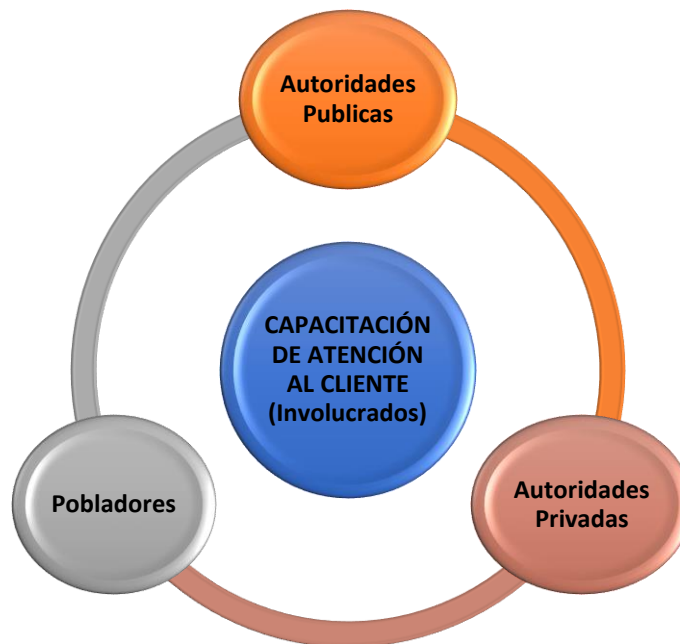 Autoridades
Publicas
CAPACITACIÓN
DE ATENCIÓN
AL CLIENTE
(Involucrados)
Pobladores
Autoridades
Privadas